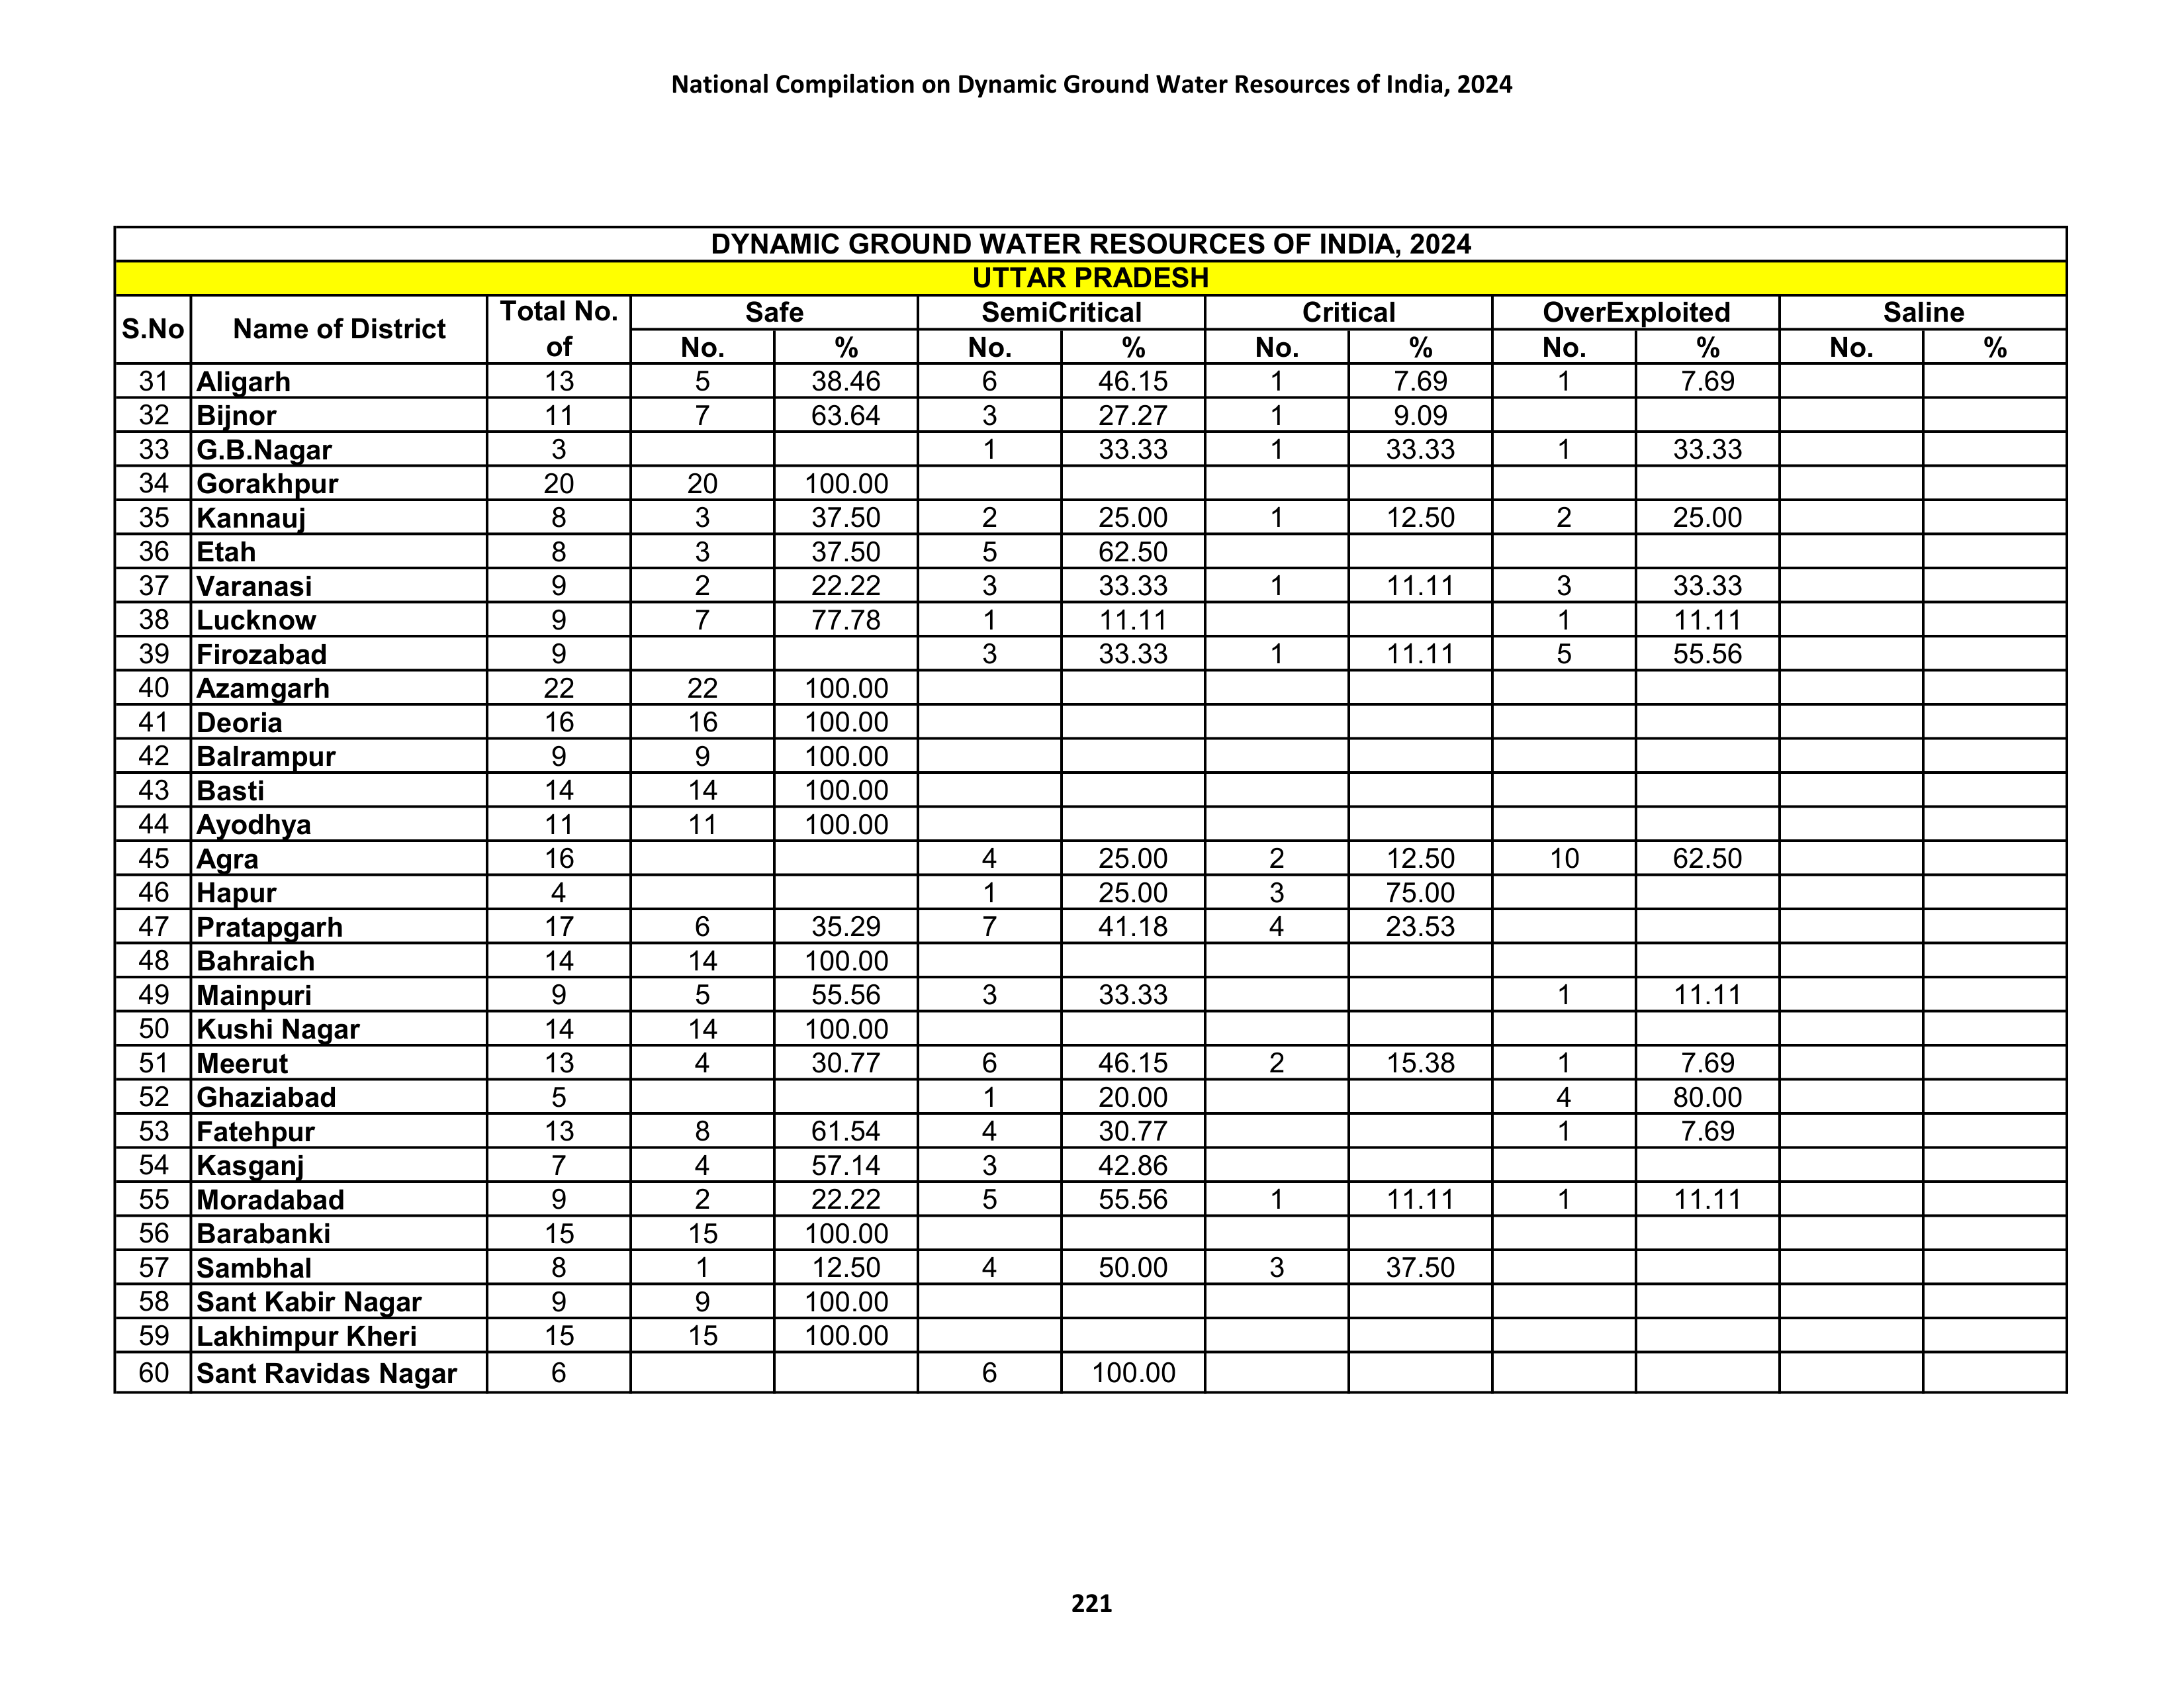 National Compilation on Dynamic Ground Water Resources of India, 2024
DYNAMIC GROUND WATER RESOURCES OF INDIA, 2024
UTTAR PRADESH
S.No Name of District Total No. of Safe SemiCritical Critical OverExploited Saline
No. % No. % No. % No. % No. %
31 Aligarh 13 5 38.46 6 46.15 1 7.69 1 7.69
32 Bijnor 11 7 63.64 3 27.27 1 9.09
33 G.B.Nagar 3 1 33.33 1 33.33 1 33.33
34 Gorakhpur 20 20 100.00
35 Kannauj 8 3 37.50 2 25.00 1 12.50 2 25.00
36 Etah 8 3 37.50 5 62.50
37 Varanasi 9 2 22.22 3 33.33 1 11.11 3 33.33
38 Lucknow 9 7 77.78 1 11.11 1 11.11
39 Firozabad 9 3 33.33 1 11.11 5 55.56
40 Azamgarh 22 22 100.00
41 Deoria 16 16 100.00
42 Balrampur 9 9 100.00
43 Basti 14 14 100.00
44 Ayodhya 11 11 100.00
45 Agra 16 4 25.00 2 12.50 10 62.50
46 Hapur 4 1 25.00 3 75.00
47 Pratapgarh 17 6 35.29 7 41.18 4 23.53
48 Bahraich 14 14 100.00
49 Mainpuri 9 5 55.56 3 33.33 1 11.11
50 Kushi Nagar 14 14 100.00
51 Meerut 13 4 30.77 6 46.15 2 15.38 1 7.69
52 Ghaziabad 5 1 20.00 4 80.00
53 Fatehpur 13 8 61.54 4 30.77 1 7.69
54 Kasganj 7 4 57.14 3 42.86
55 Moradabad 9 2 22.22 5 55.56 1 11.11 1 11.11
56 Barabanki 15 15 100.00
57 Sambhal 8 1 12.50 4 50.00 3 37.50
58 Sant Kabir Nagar 9 9 100.00
59 Lakhimpur Kheri 15 15 100.00
60 Sant Ravidas Nagar 6 6 100.00
221